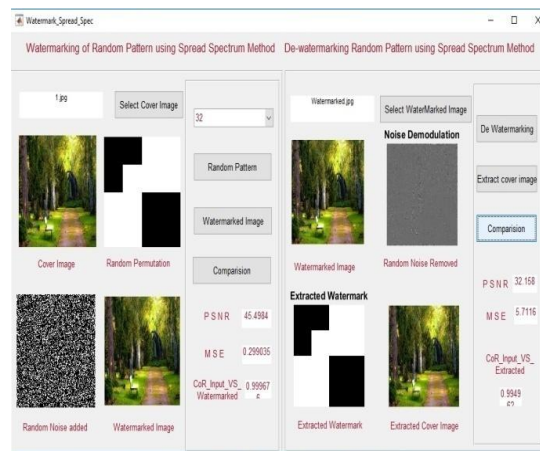 Watermark_Spread_Spec
Watermarking of Random Pattern using Spread Spectrum Method
De-watermarking Random Pattern using Spread Spectrum Method
1.jpg
Select Cover Image
Cover Image
Random Permutation
Random Noise added
Watermarked Image
32
Random Pattern
Watermarked Image
Comparision
P S N R 45.4984
M S E 0.299035
CoR_Input_VS_
Watermarked
0.99967
Watermarked.jpg
Select WaterMarked Image
Noise Demodulation
Watermarked Image
Random Noise Removed
Extracted Watermark
Extracted Watermark
Extracted Cover Image
De Watermarking
Extract cover image
Comparision
P S N R 32.158
M S E 5.7116
CoR_Input_VS_
Extracted
0.9949